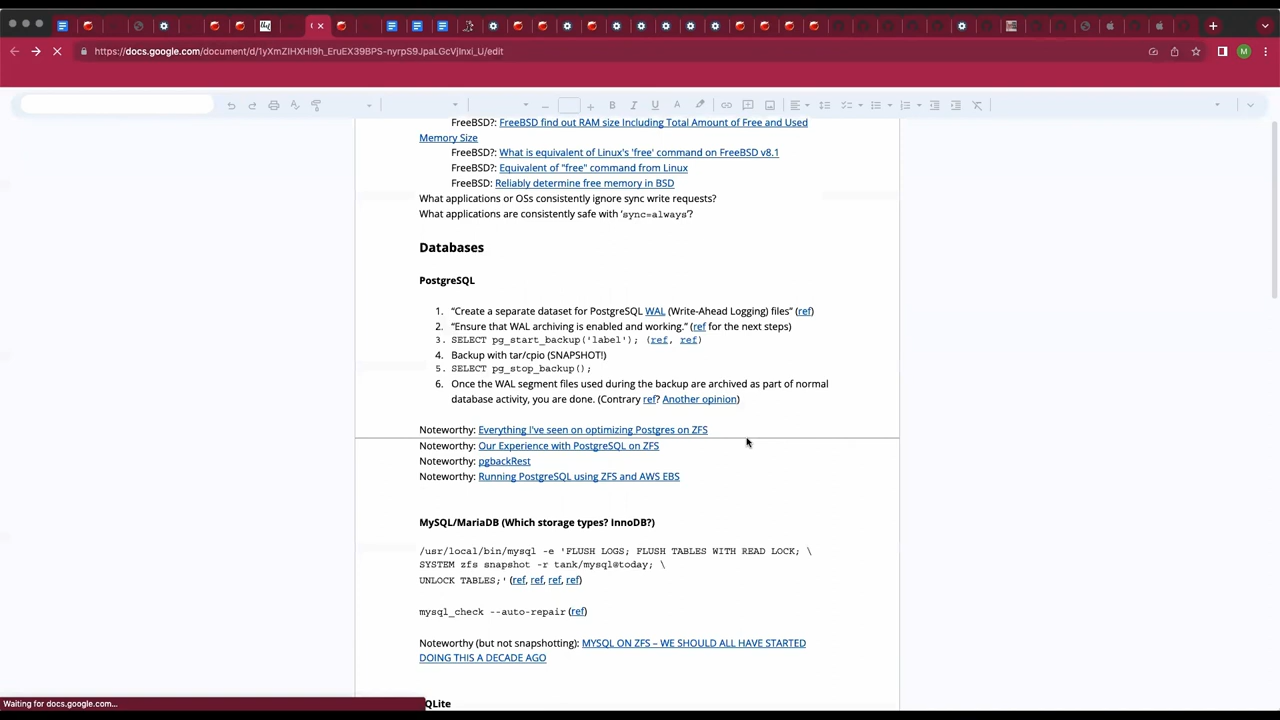 https://docs.google.com/document/d/1yXmZIHXHI9h_EruEX39BPS-nyrpS9JpaLGcVjlnxi_U/edit
M
FreeBSD?: FreeBSD find out RAM size Including Total Amount of Free and Used
Memory Size
FreeBSD?: What is equivalent of Linux's 'free' command on FreeBSD v8.1
FreeBSD?: Equivalent of "free" command from Linux
FreeBSD: Reliably determine free memory in BSD
What applications or OSs consistently ignore sync write requests?
What applications are consistently safe with 'sync=always'?
Databases
PostgreSQL
1. “Create a separate dataset for PostgreSQL WAL (Write-Ahead Logging) files” (ref)
2. “Ensure that WAL archiving is enabled and working.” (ref for the next steps)
3. SELECT pg_start_backup('label'); (ref, ref)
4. Backup with tar/cpio (SNAPSHOT!)
5. SELECT pg_stop_backup();
6. Once the WAL segment files used during the backup are archived as part of normal
database activity, you are done. (Contrary ref? Another opinion)
Noteworthy: Everything I've seen on optimizing Postgres on ZFS
Noteworthy: Our Experience with PostgreSQL on ZFS
Noteworthy: pgbackRest
Noteworthy: Running PostgreSQL using ZFS and AWS EBS
MySQL/MariaDB (Which storage types? InnoDB?)
/usr/local/bin/mysql -e 'FLUSH LOGS; FLUSH TABLES WITH READ LOCK; \
SYSTEM zfs snapshot -r tank/mysql@today; \
UNLOCK TABLES;' (ref, ref, ref, ref)
mysql_check --auto-repair (ref)
Noteworthy (but not snapshotting): MYSQL ON ZFS – WE SHOULD ALL HAVE STARTED
DOING THIS A DECADE AGO
QLite
Waiting for docs.google.com...